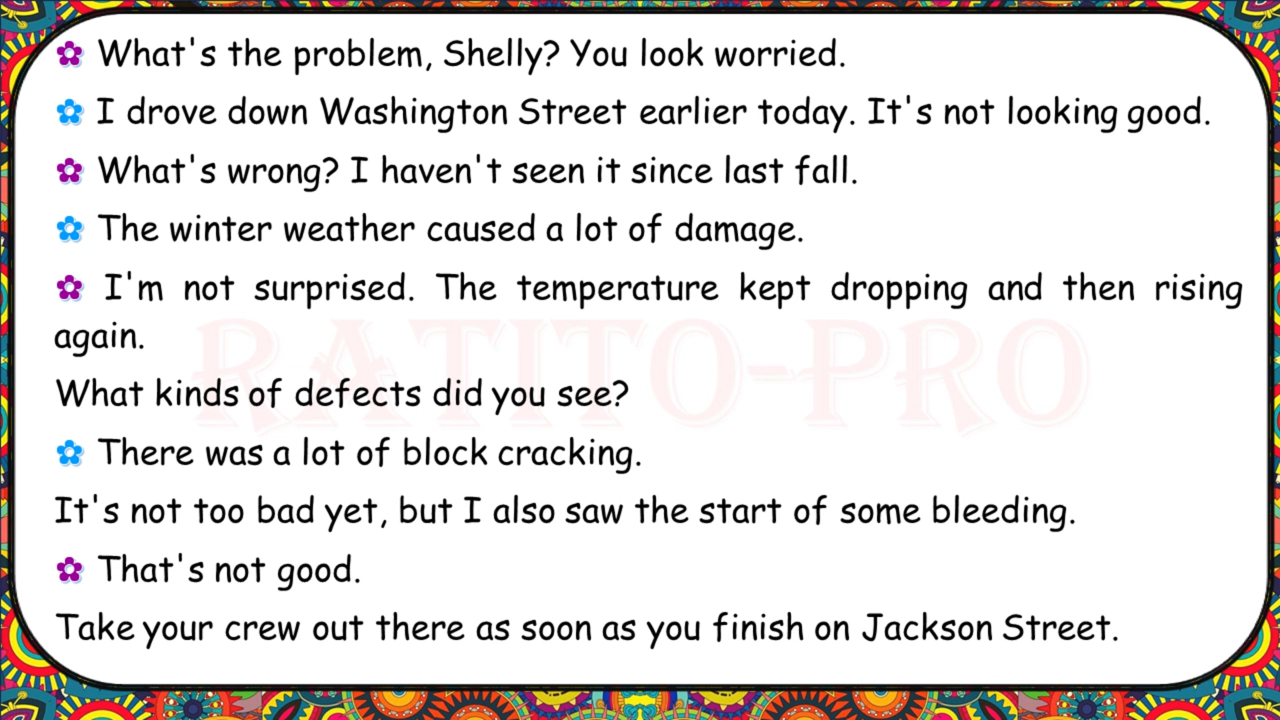 What's the problem, Shelly? You look worried.
I drove down Washington Street earlier today. It's not looking good.
What's wrong? I haven't seen it since last fall.
The winter weather caused a lot of damage.
I'm not surprised. The temperature kept dropping and then rising
again.
RATITO-PRO
What kinds of defects did you see?
There was a lot of block cracking.
It's not too bad yet, but I also saw the start of some bleeding.
That's not good.
Take your crew out there as soon as you finish on Jackson Street.